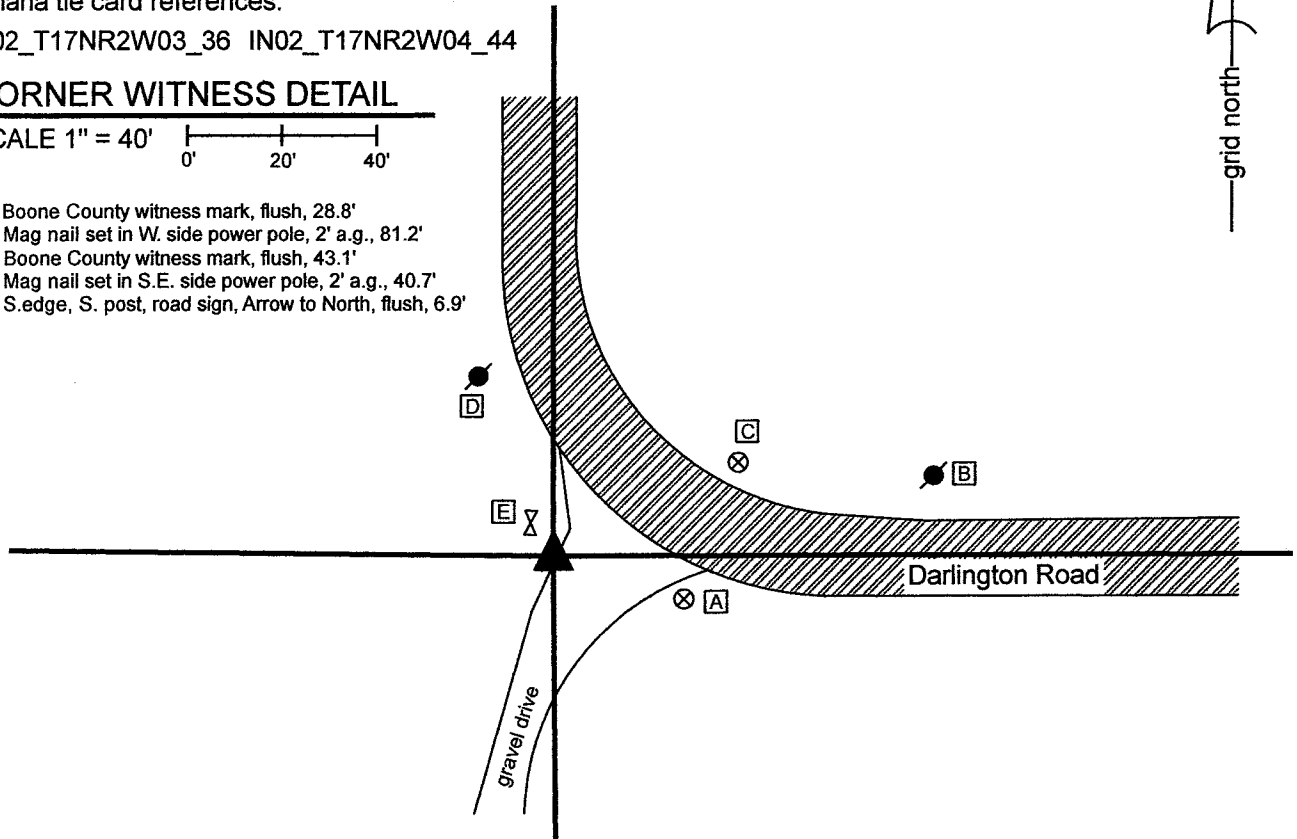 tie card references.
02_T17NR2W03_36 IN02_T17NR2W04_44
ORNER WITNESS DETAIL
CALE 1" = 40'
0' 20' 40'
Boone County witness mark, flush, 28.8'
Mag nail set in W. side power pole, 2' a.g., 81.2'
Boone County witness mark, flush, 43.1'
Mag nail set in S.E. side power pole, 2' a.g., 40.7'
S.edge, S. post, road sign, Arrow to North, flush, 6.9'
grid north
D
C
B
E
Darlington Road
A
gravel drive